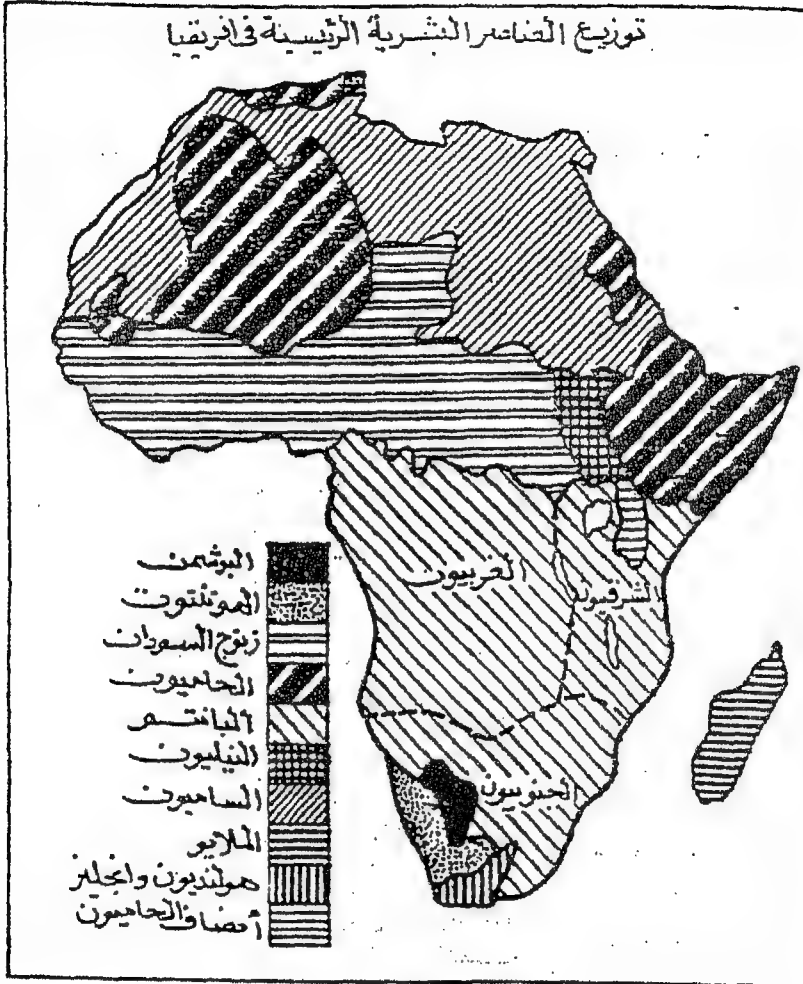 توزيع العناصر البشرية الرئيسية فى افريقيا
الغربيون
الشرقيون
الجنوبيون
البوشمن
الهوتنتوت
زنوج السودان
الحاميون
البانتو
النيليون
الساميون
الملايو
هولنديون وانجليز
أنصاف الحاميون